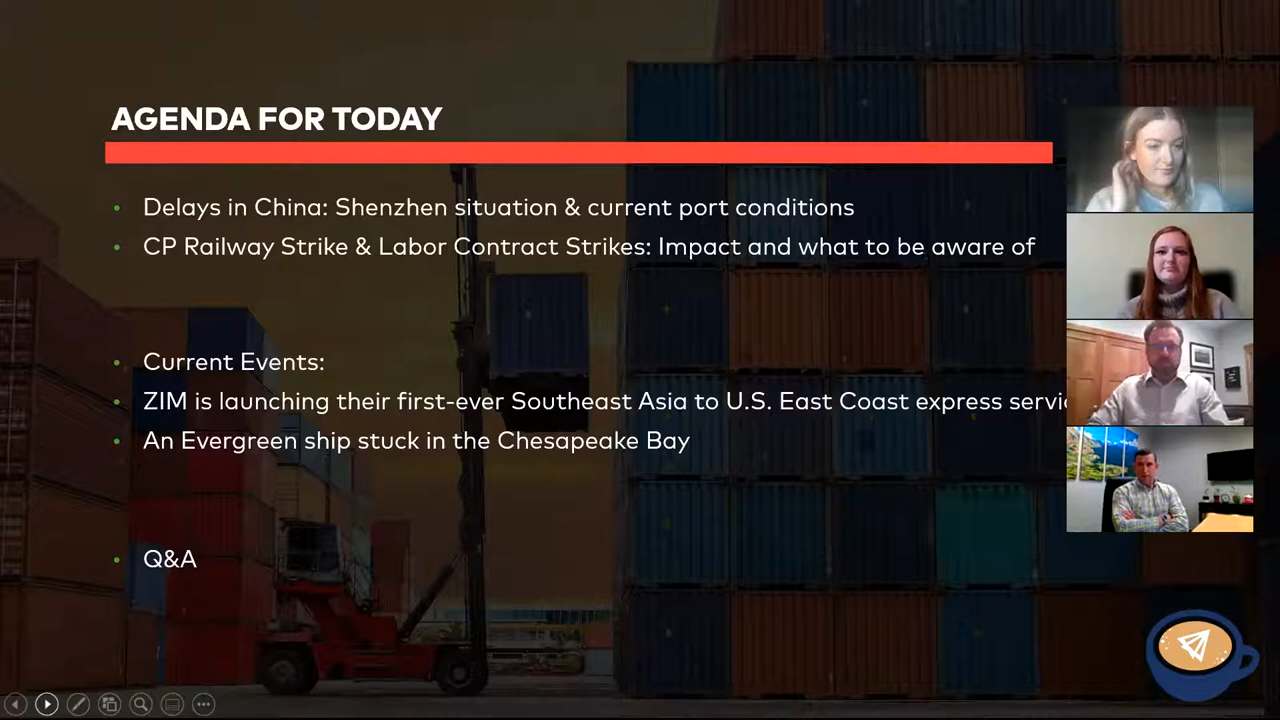 AGENDA FOR TODAY
Delays in China: Shenzhen situation & current port conditions
CP Railway Strike & Labor Contract Strikes: Impact and what to be aware of
Current Events:
ZIM is launching their first-ever Southeast Asia to U.S. East Coast express
An Evergreen ship stuck in the Chesapeake Bay
Q&A